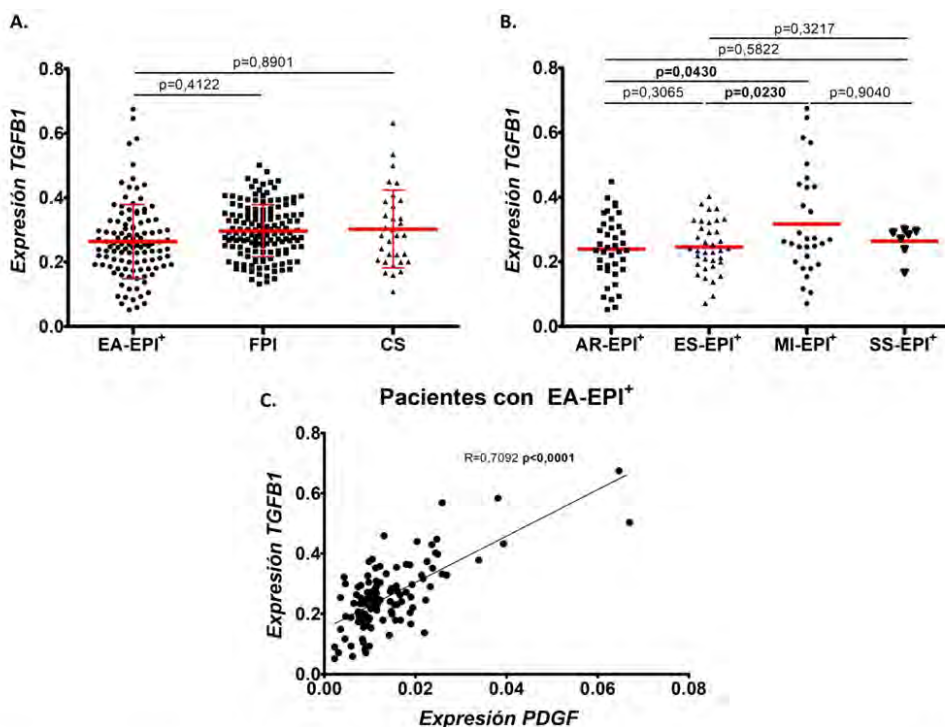 A.
p=0,8901
p=0,4122
Expresión TGFB1
0.8
0.6
0.4
0.2
0.0
EA-EPI⁺ FPI CS
B.
p=0,3217
p=0,5822
p=0,0430
p=0,3065 p=0,0230 p=0,9040
Expresión TGFB1
0.8
0.6
0.4
0.2
0.0
AR-EPI⁺ ES-EPI⁺ MI-EPI⁺ SS-EPI⁺
C. Pacientes con EA-EPI⁺
R=0,7092 p<0,0001
Expresión TGFB1
0.8
0.6
0.4
0.2
0.0
0.00 0.02 0.04 0.06 0.08
Expresión PDGF